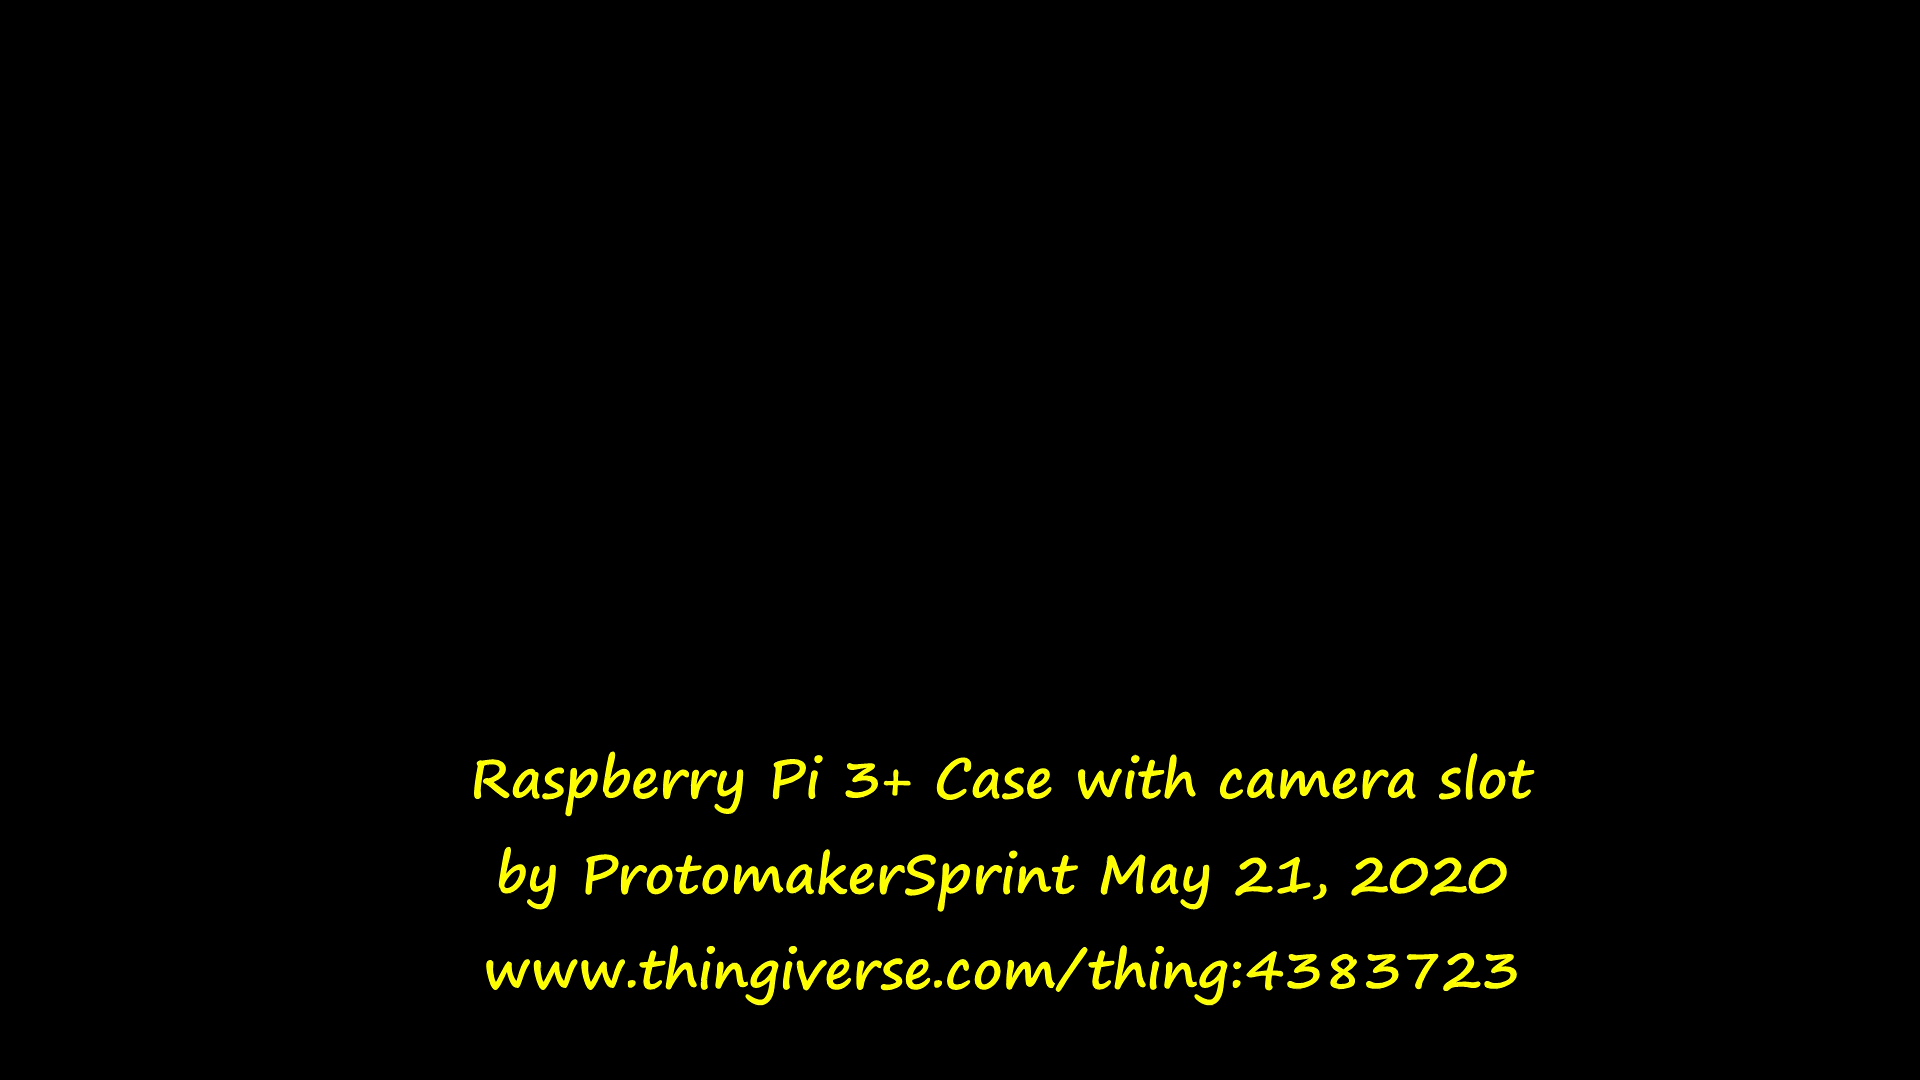 Raspberry Pi 3+ Case with camera slot
by ProtomakerSprint May 21, 2020
www.thingiverse.com/thing:4383723